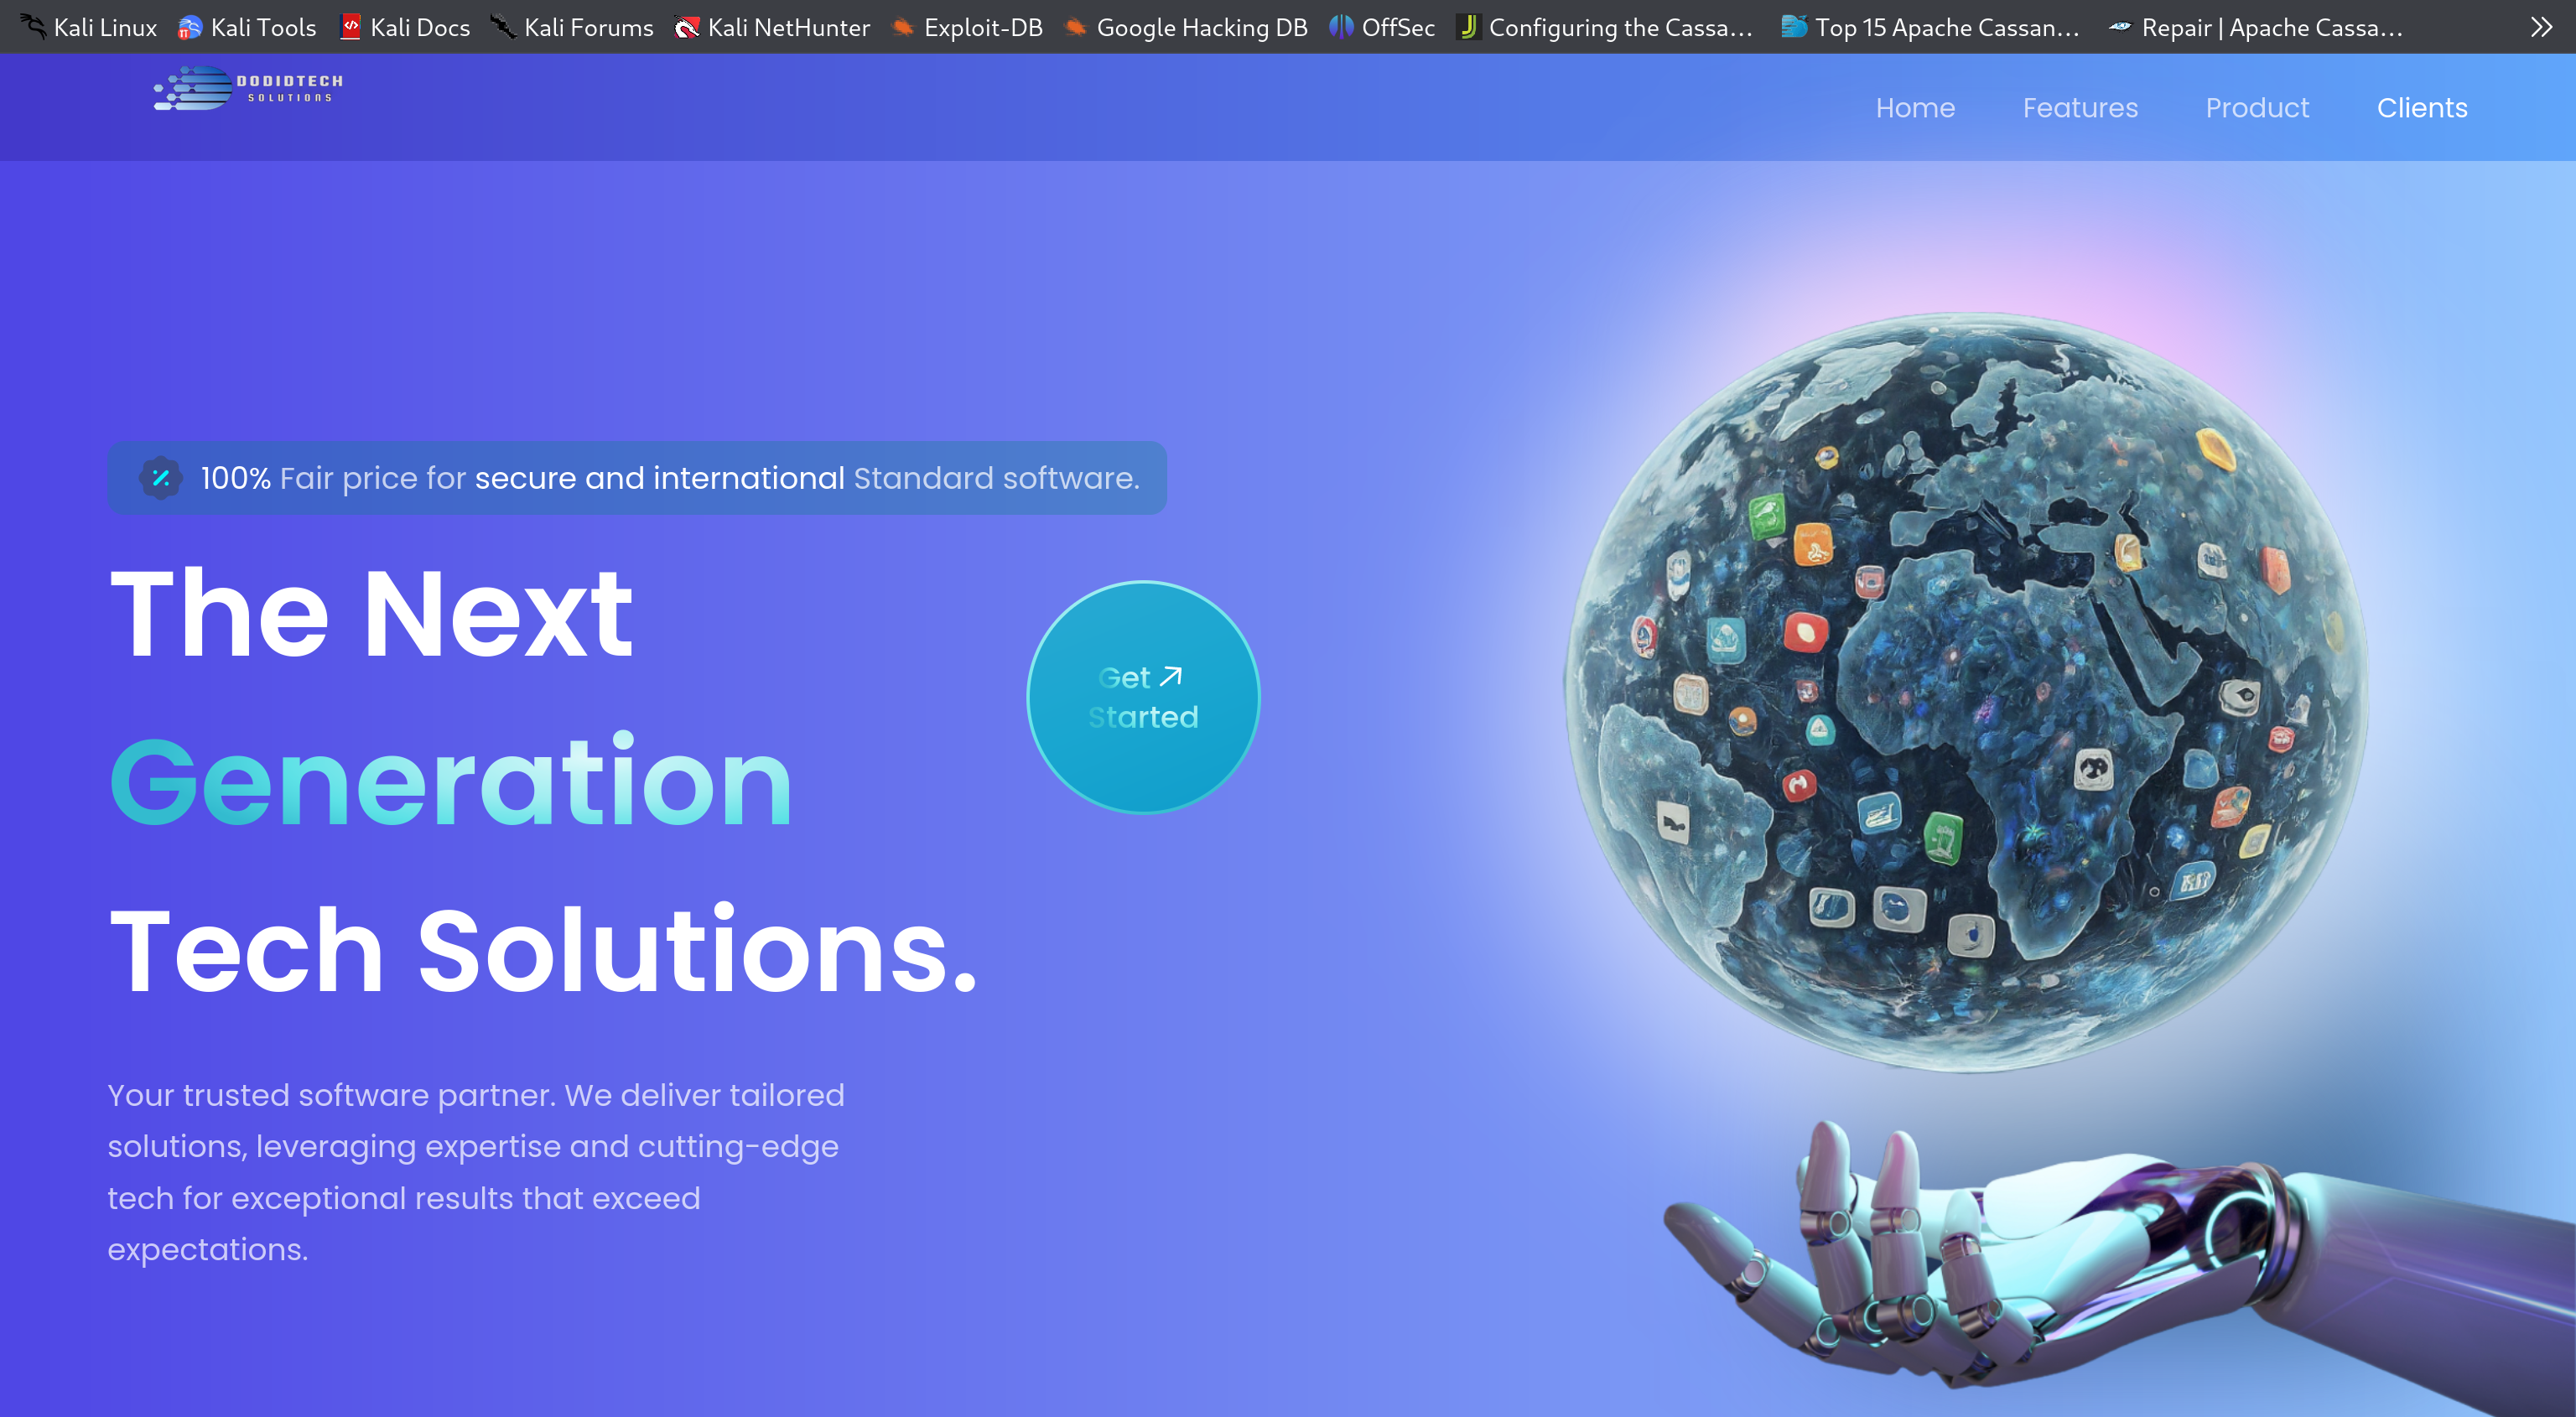 Kali Linux Kali Tools Kali Docs Kali Forums Kali NetHunter Exploit-DB Google Hacking DB OffSec Configuring the Cassa... Top 15 Apache Cassan... Repair | Apache Cassa...
DODIDTECH
SOLUTIONS
Home Features Product Clients
100% Fair price for secure and international Standard software.
The Next
Generation
Tech Solutions.
Get
Started
Your trusted software partner. We deliver tailored
solutions, leveraging expertise and cutting-edge
tech for exceptional results that exceed
expectations.